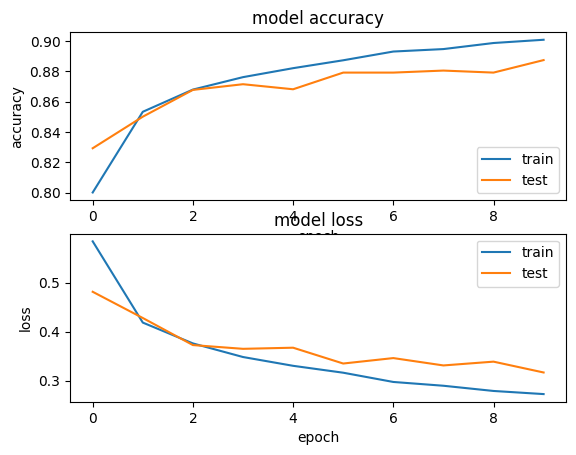 model accuracy
0.90
0.88
0.86
0.84
0.82
0.80
accuracy
train
test
0 2 4 6 8
model loss
0.5
0.4
0.3
loss
train
test
0 2 4 6 8
epoch